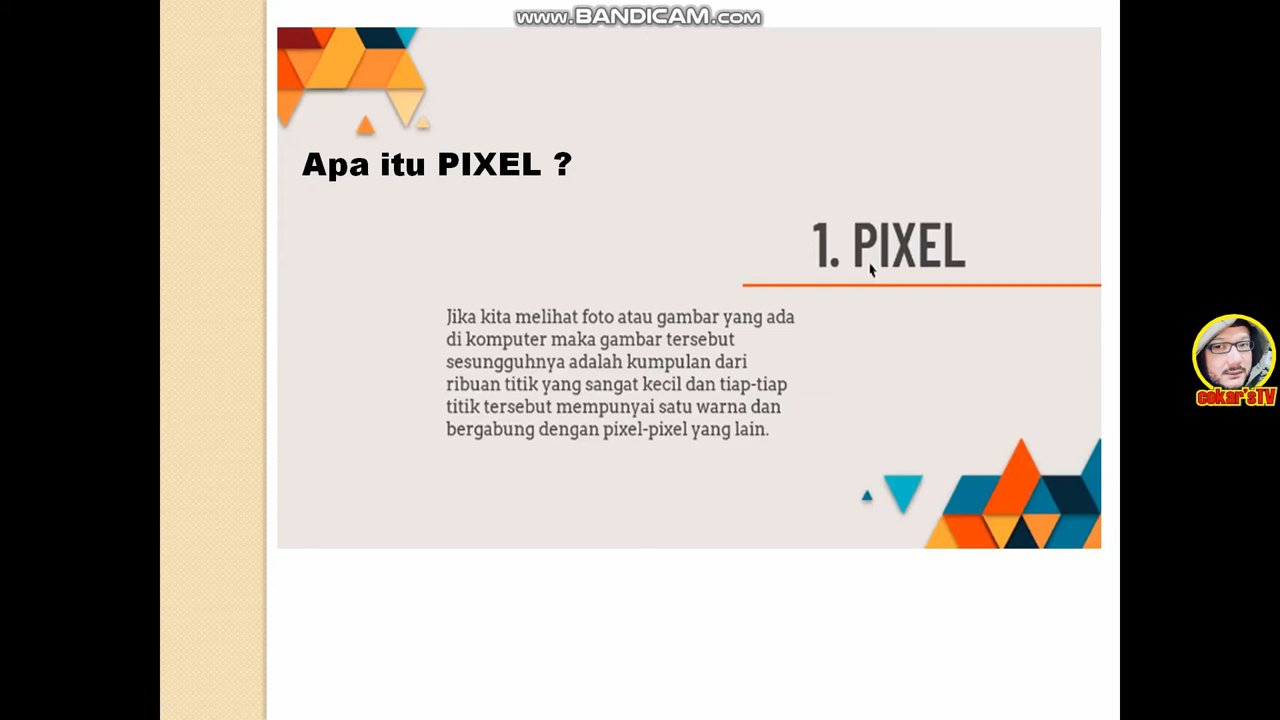 www.BANDICAM.com
Apa itu PIXEL ?
1. PIXEL
Jika kita melihat foto atau gambar yang ada
di komputer maka gambar tersebut
sesungguhnya adalah kumpulan dari
ribuan titik yang sangat kecil dan tiap-tiap
titik tersebut mempunyai satu warna dan
bergabung dengan pixel-pixel yang lain.
cokar'sTV